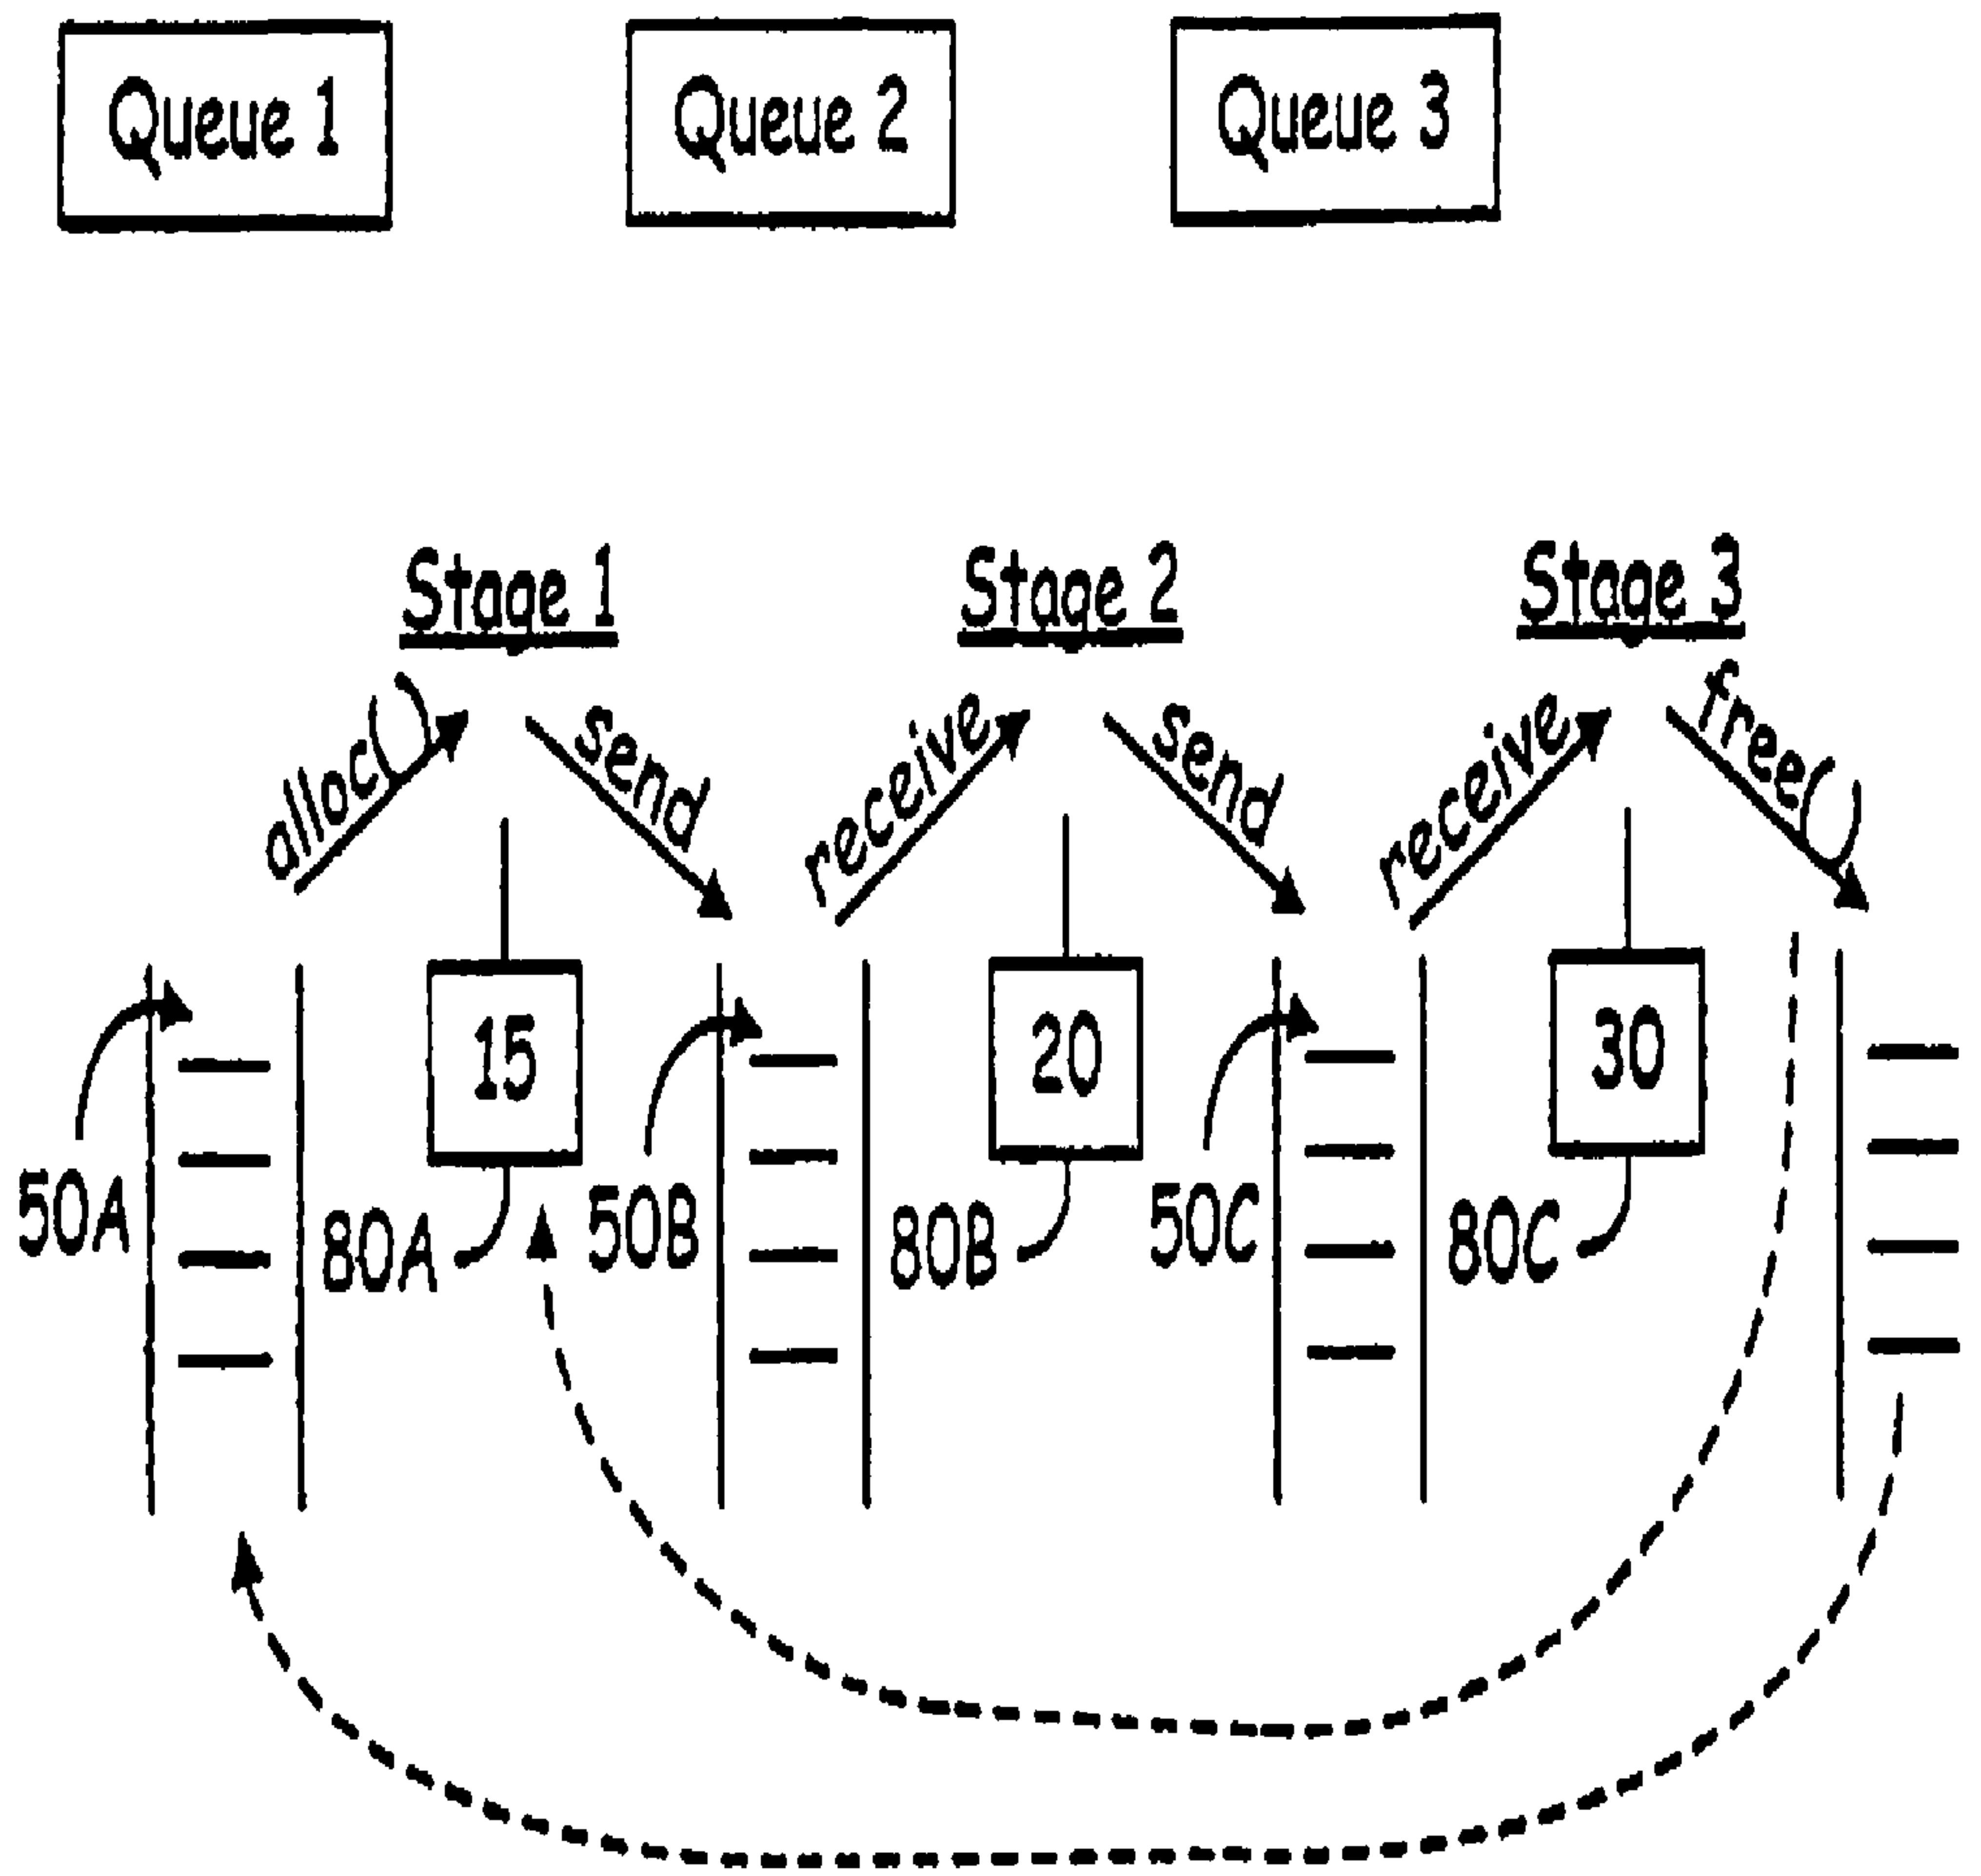 Queue 1
Queue 2
Queue 3
Stage 1
Stage 2
Stage 3
alloc()
send
receive
send
receive
free()
15
20
30
50A
80A
50B
80B
50C
80C